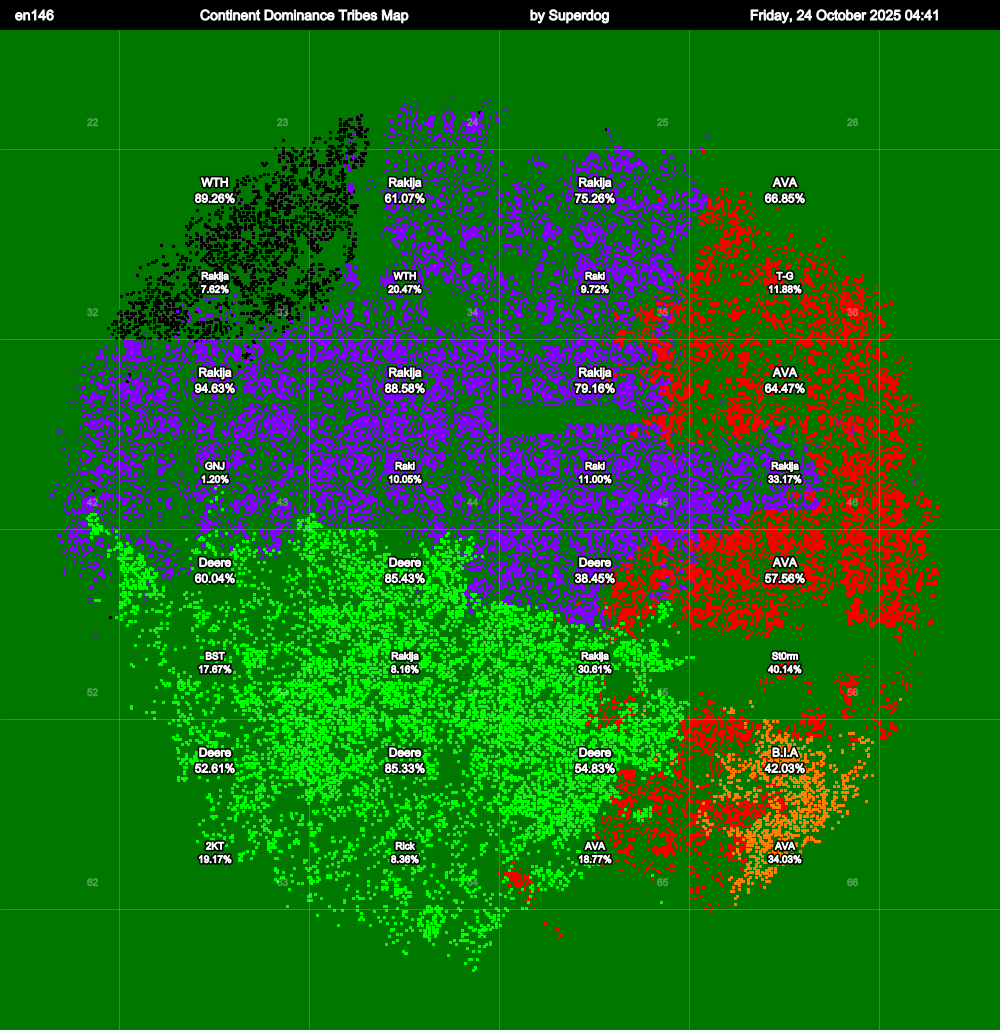 en146 Continent Dominance Tribes Map by Superdog Friday, 24 October 2025 04:41
22 23 24 25 26
WTH Rakija Rakija AVA
89.26% 61.07% 75.26% 66.85%
Rakija WTH Raki T-G
7.62% 20.47% 9.72% 11.88%
32 33 34 35 36
Rakija Rakija Rakija AVA
94.63% 88.58% 79.16% 64.47%
GNJ Raki Raki Rakija
1.20% 10.05% 11.00% 33.17%
42 43 44 45 46
Deere Deere Deere AVA
60.04% 85.43% 38.45% 57.56%
BST Rakija Rakija St0rm
17.67% 8.16% 30.61% 40.14%
52 53 54 55 56
Deere Deere Deere B.I.A
52.61% 85.33% 54.83% 42.03%
2KT Rick AVA AVA
19.17% 8.36% 18.77% 34.03%
62 63 64 65 66